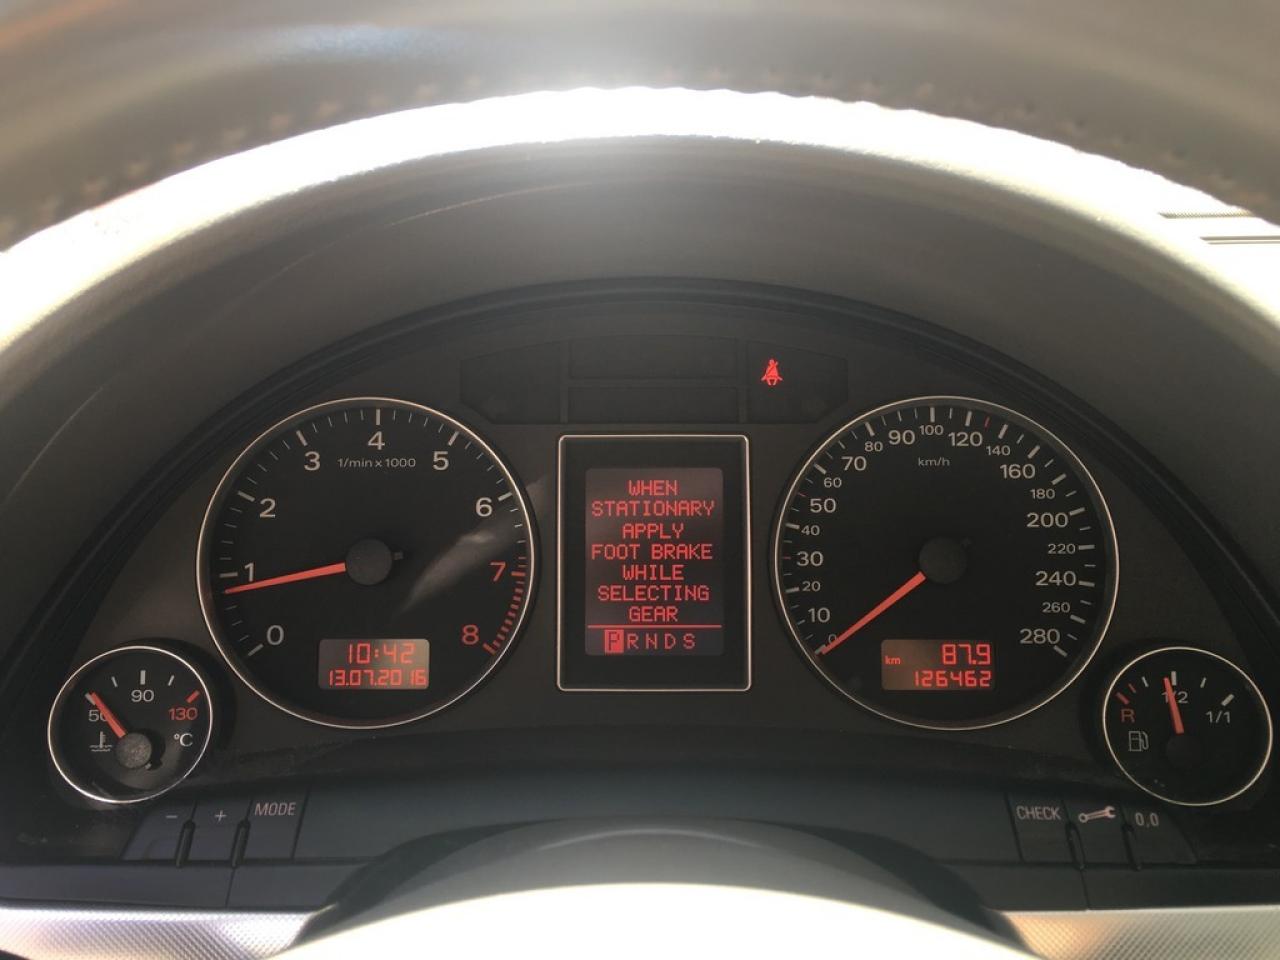 4
3
5
1/min x 1000
2
6
1
7
0
8
10:42
13.07.2016
WHEN
STATIONARY
APPLY
FOOT BRAKE
WHILE
SELECTING
GEAR
P R N D S
100
90
120
80
140
70
km/h
160
60
180
50
200
40
220
30
240
20
260
10
280
0
km 87.9
126462
90
50
130
°C
1/2
R
1/1
- + MODE
CHECK 0,0